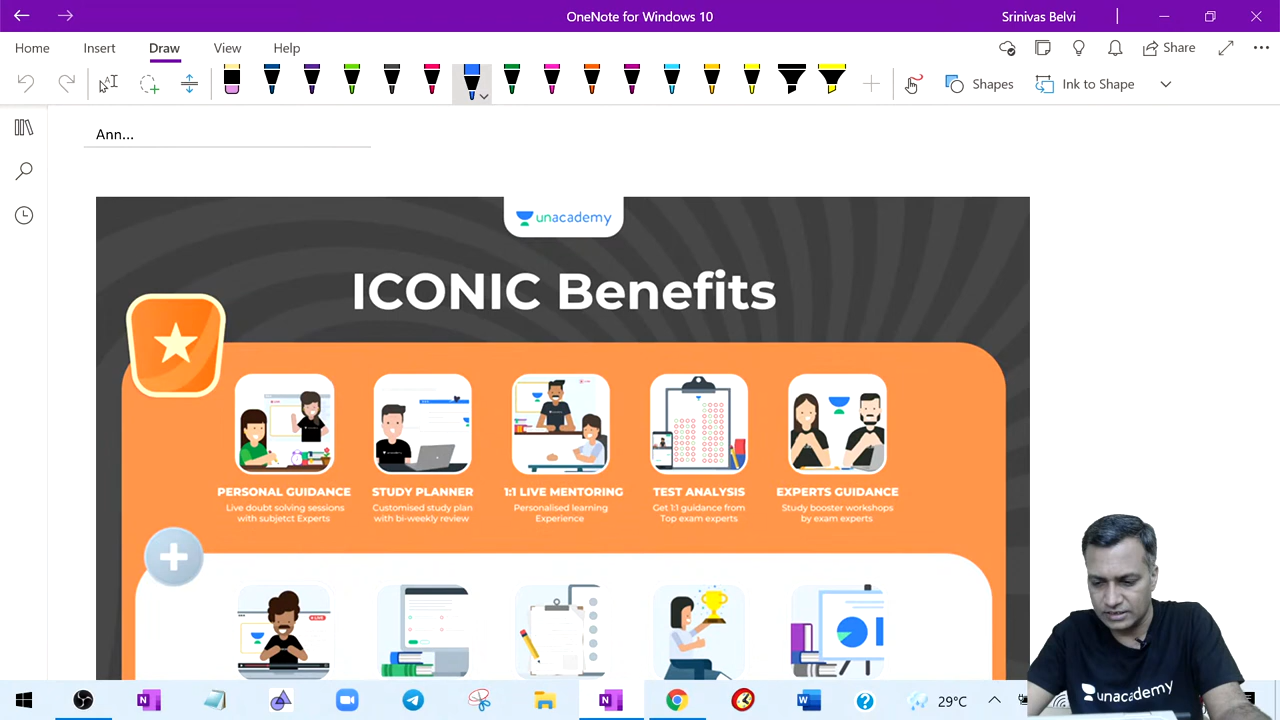 OneNote for Windows 10
Srinivas Belvi
Home Insert Draw View Help
Share
Shapes
Ink to Shape
Ann...
unacademy
ICONIC Benefits
PERSONAL GUIDANCE
Live doubt solving sessions
with subjetct Experts
STUDY PLANNER
Customised study plan
with bi-weekly review
1:1 LIVE MENTORING
Personalised learning
Experience
TEST ANALYSIS
Get 1:1 guidance from
Top exam experts
EXPERTS GUIDANCE
Study booster workshops
by exam experts
LIVE
unacademy
29°C